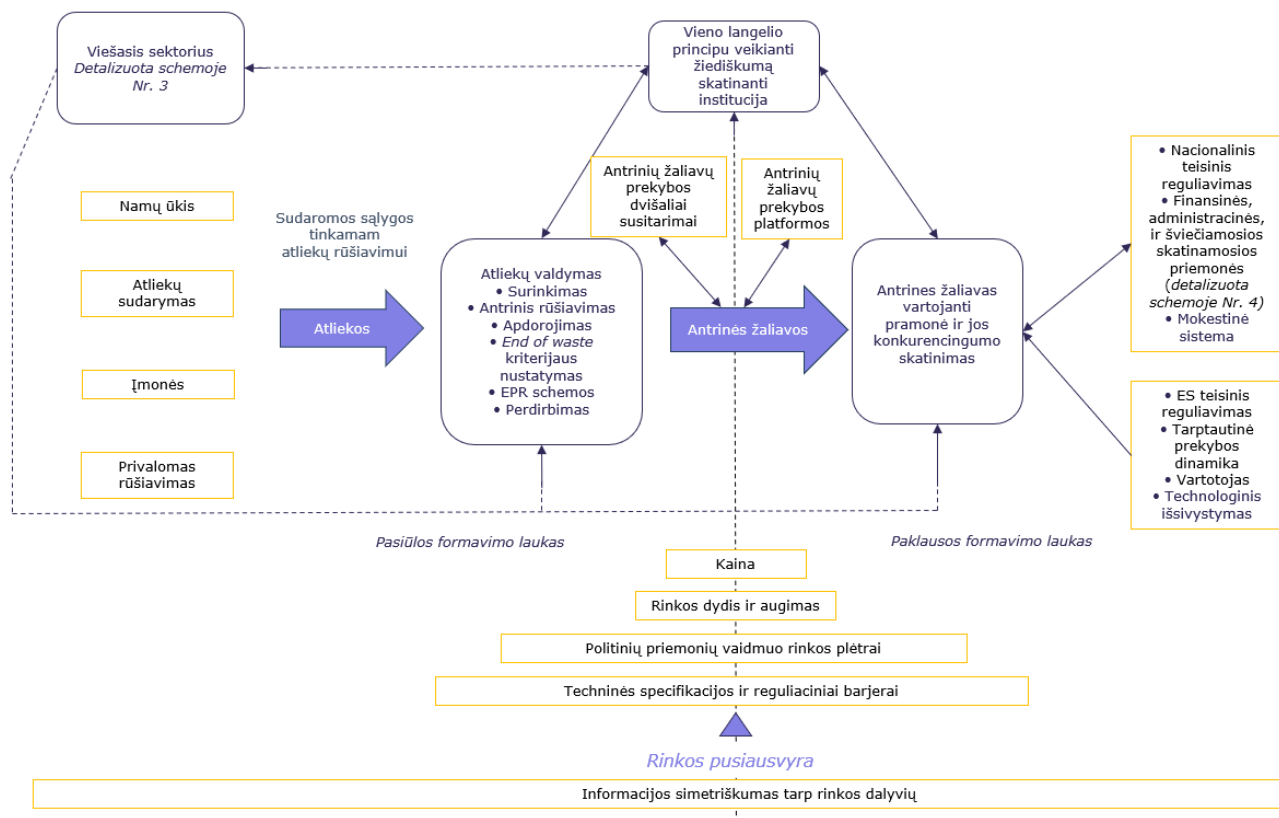 Viešasis sektorius
Detalizuota schemoje
Nr. 3
Vieno langelio
principu veikianti
žiediškumą
skatinanti
institucija
Namų ūkis
Atliekų
sudarymas
Įmonės
Privalomas
rūšiavimas
Sudaromos sąlygos
tinkamam
atliekų rūšiavimui
Atliekos
Antrinių žaliavų
prekybos
dvišaliai
susitarimai
Antrinių
žaliavų
prekybos
platformos
Atliekų valdymas
• Surinkimas
• Antrinis rūšiavimas
• Apdorojimas
• End of waste
kriterijaus
nustatymas
• EPR schemos
• Perdirbimas
Antrinės žaliavos
Antrines žaliavas
vartojanti
pramonė ir jos
konkurencingumo
skatinimas
• Nacionalinis
teisinis
reguliavimas
• Finansinės,
administracinės,
ir šviečiamosios
skatinamosios
priemonės
(detalizuota
schemoje Nr. 4)
• Mokestinė
sistema
• ES teisinis
reguliavimas
• Tarptautinė
prekybos
dinamika
• Vartotojas
• Technologinis
išsivystymas
Pasiūlos formavimo laukas
Paklausos formavimo laukas
Kaina
Rinkos dydis ir augimas
Politinių priemonių vaidmuo rinkos plėtrai
Techninės specifikacijos ir reguliaciniai barjerai
Rinkos pusiausvyra
Informacijos simetriškumas tarp rinkos dalyvių